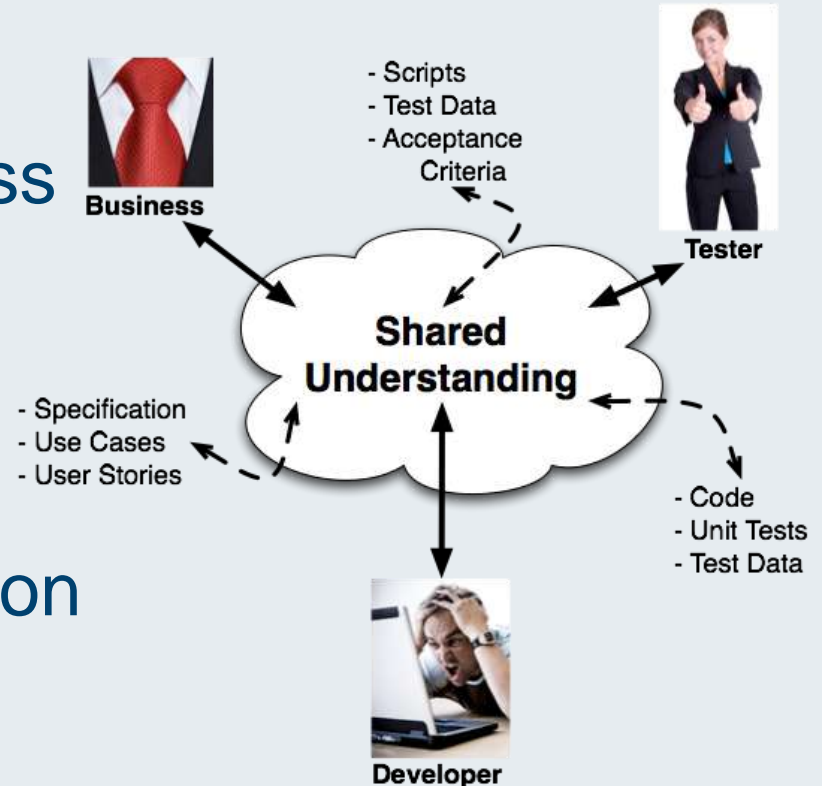 ss
Business
- Scripts
- Test Data
- Acceptance
Criteria
Tester
Shared
Understanding
- Specification
- Use Cases
- User Stories
- Code
- Unit Tests
- Test Data
on
Developer